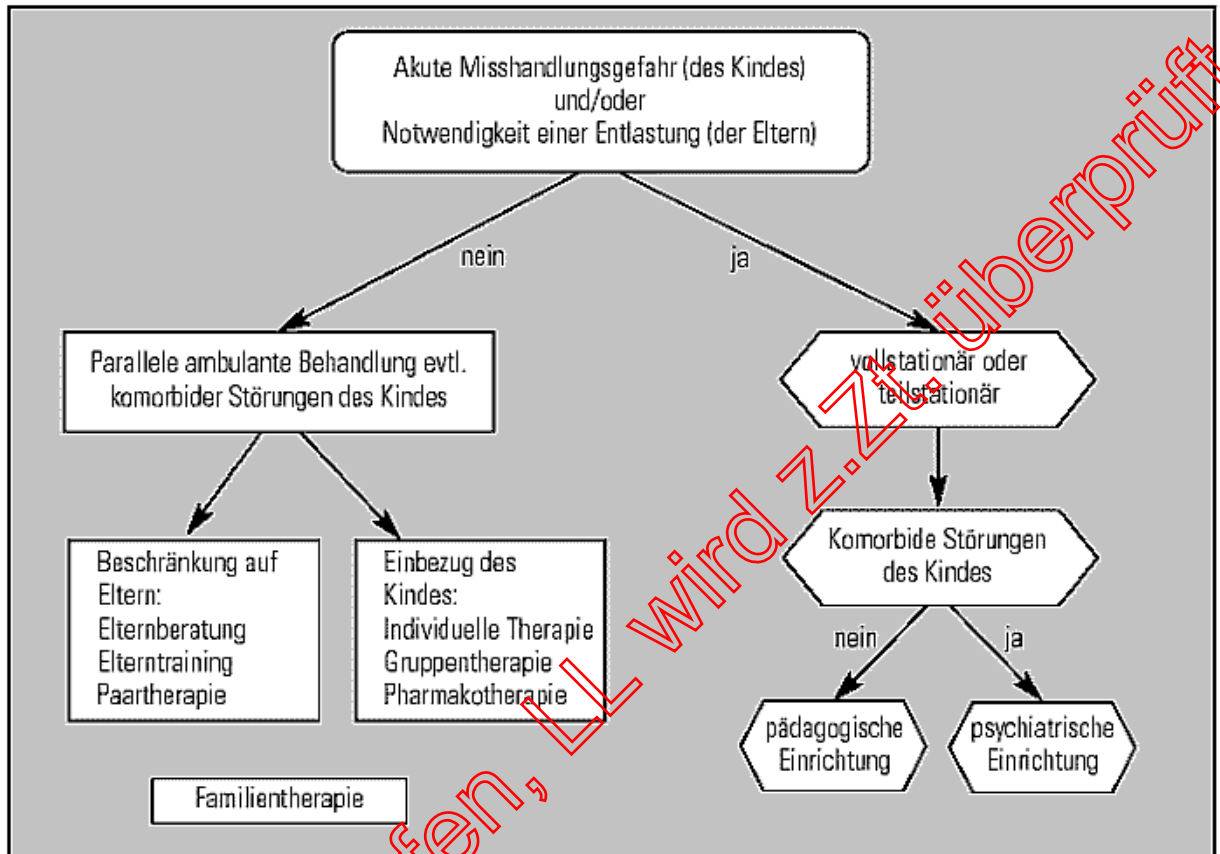 Akute Misshandlungsgefahr (des Kindes)
und/oder
Notwendigkeit einer Entlastung (der Eltern)
nein
ja
Parallele ambulante Behandlung evtl.
komorbider Störungen des Kindes
vollstationär oder
teilstationär
Beschränkung auf
Eltern:
Elternberatung
Elterntraining
Paartherapie
Einbezug des
Kindes:
Individuelle Therapie
Gruppentherapie
Pharmakotherapie
Komorbide Störungen
des Kindes
nein
ja
pädagogische
Einrichtung
psychiatrische
Einrichtung
Familientherapie
LL wird z.Zt. überprüft